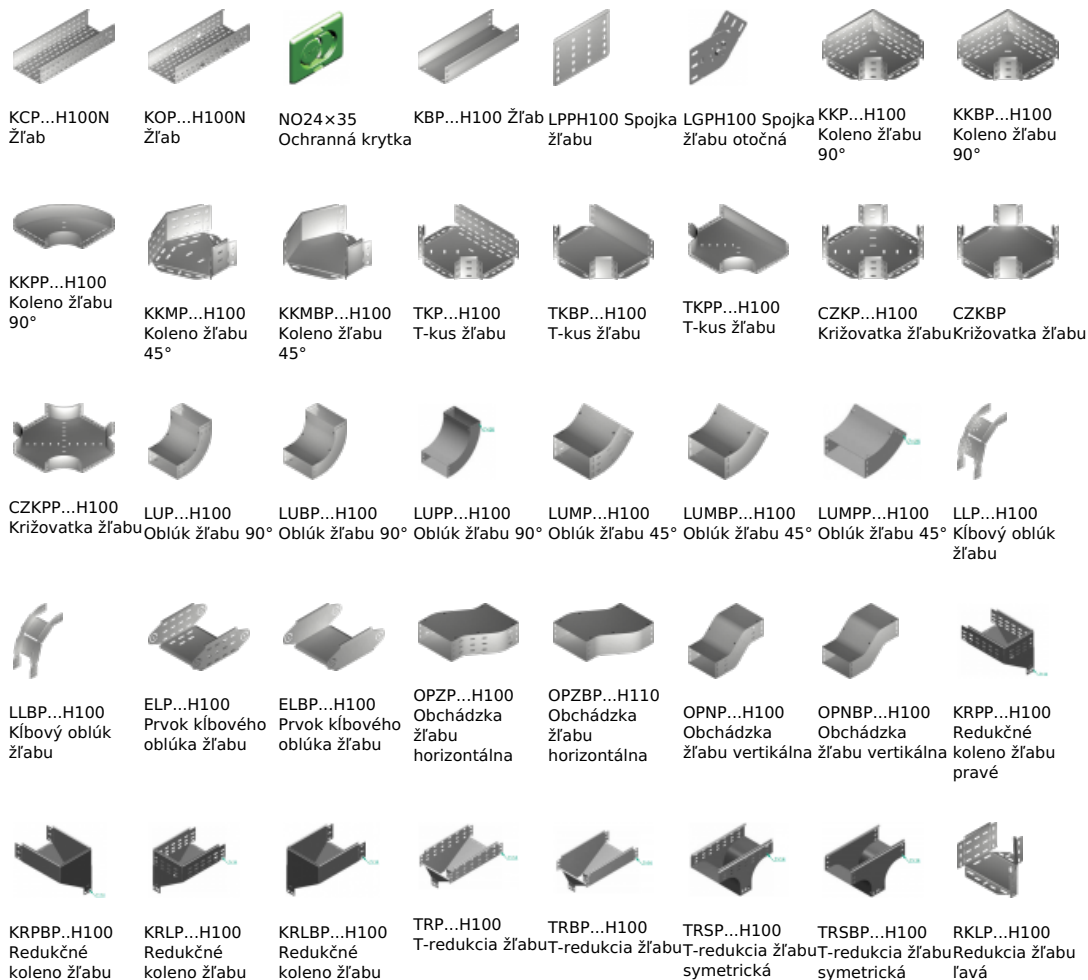 KCP...H100N
Žľab
KOP...H100N
Žľab
NO24×35
Ochranná krytka
KBP...H100 Žľab
LPPH100 Spojka
žľabu
LGPH100 Spojka
žľabu otočná
KKP...H100
Koleno žľabu
90°
KKBP...H100
Koleno žľabu
90°
KKPP...H100
Koleno žľabu
90°
KKMP...H100
Koleno žľabu
45°
KKMBP...H100
Koleno žľabu
45°
TKP...H100
T-kus žľabu
TKBP...H100
T-kus žľabu
TKPP...H100
T-kus žľabu
CZKP...H100
Križovatka žľabu
CZKBP
Križovatka žľabu
CZKPP...H100
Križovatka žľabu
LUP...H100
Oblúk žľabu 90°
LUBP...H100
Oblúk žľabu 90°
LUPP...H100
Oblúk žľabu 90°
LUMP...H100
Oblúk žľabu 45°
LUMBP...H100
Oblúk žľabu 45°
LUMPP...H100
Oblúk žľabu 45°
LLP...H100
Kĺbový oblúk
žľabu
LLBP...H100
Kĺbový oblúk
žľabu
ELP...H100
Prvok kĺbového
oblúka žľabu
ELBP...H100
Prvok kĺbového
oblúka žľabu
OPZP...H100
Obchádzka
žľabu
horizontálna
OPZBP...H110
Obchádzka
žľabu
horizontálna
OPNP...H100
Obchádzka
žľabu vertikálna
OPNBP...H100
Obchádzka
žľabu vertikálna
KRPP...H100
Redukčné
koleno žľabu
pravé
KRPBP...H100
Redukčné
koleno žľabu
KRLP...H100
Redukčné
koleno žľabu
KRLBP...H100
Redukčné
koleno žľabu
TRP...H100
T-redukcia žľabu
TRBP...H100
T-redukcia žľabu
TRSP...H100
T-redukcia žľabu
symetrická
TRSBP...H100
T-redukcia žľabu
symetrická
RKLP...H100
Redukcia žľabu
ľavá